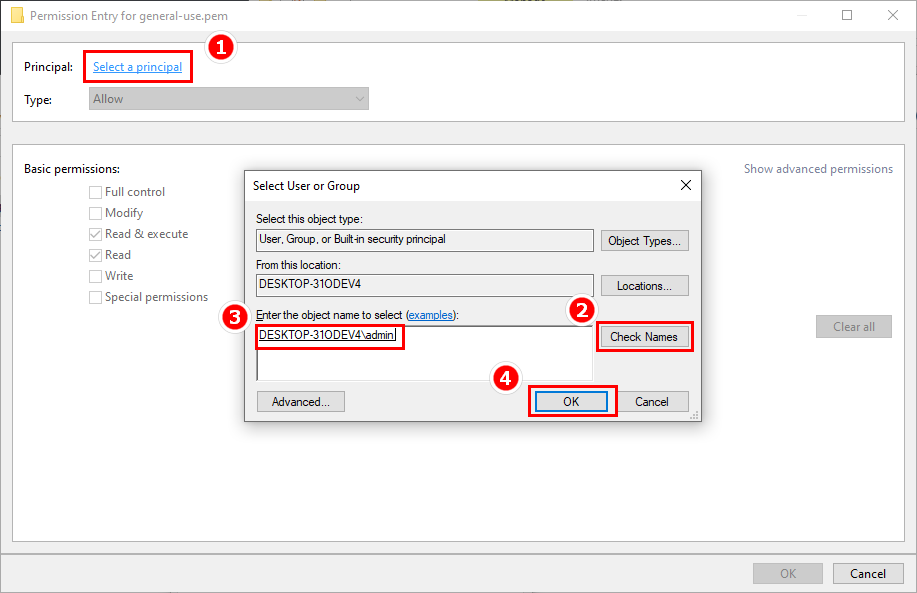 Permission Entry for general-use.pem
1
Principal: Select a principal
Type: Allow
Basic permissions:
Show advanced permissions
Full control
Modify
Read & execute
Read
Write
Special permissions
Clear all
Select User or Group
Select this object type:
User, Group, or Built-in security principal
Object Types...
From this location:
DESKTOP-31ODEV4
Locations...
3
Enter the object name to select (examples):
2
DESKTOP-31ODEV4\admin
Check Names
4
Advanced...
OK
Cancel
OK
Cancel